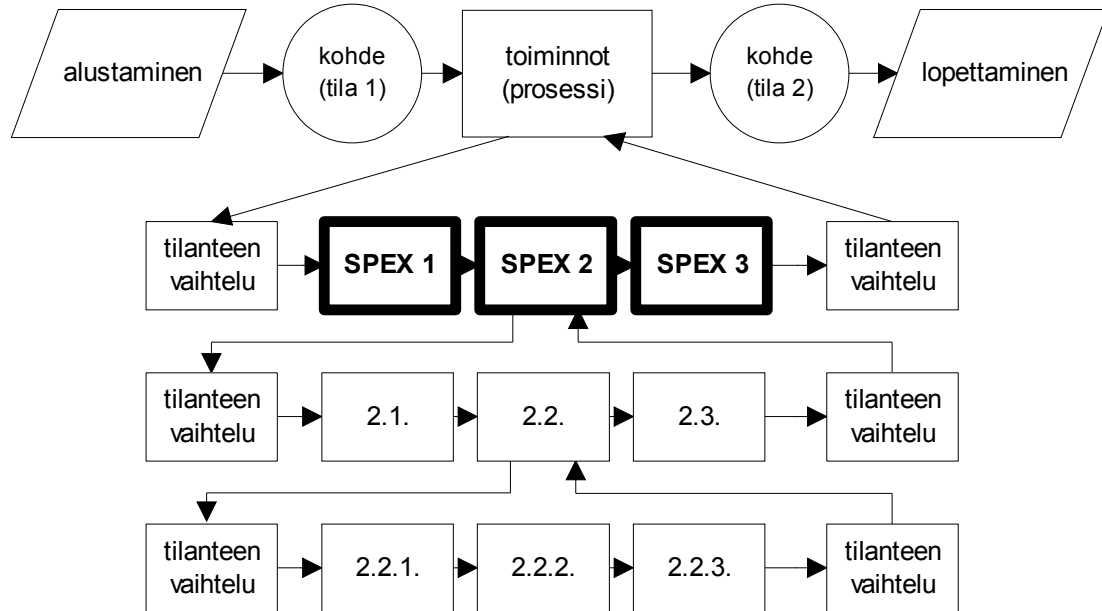 alustaminen
kohde
(tila 1)
toiminnot
(prosessi)
kohde
(tila 2)
lopettaminen
tilanteen
vaihtelu
SPEX 1
SPEX 2
SPEX 3
tilanteen
vaihtelu
tilanteen
vaihtelu
2.1.
2.2.
2.3.
tilanteen
vaihtelu
tilanteen
vaihtelu
2.2.1.
2.2.2.
2.2.3.
tilanteen
vaihtelu